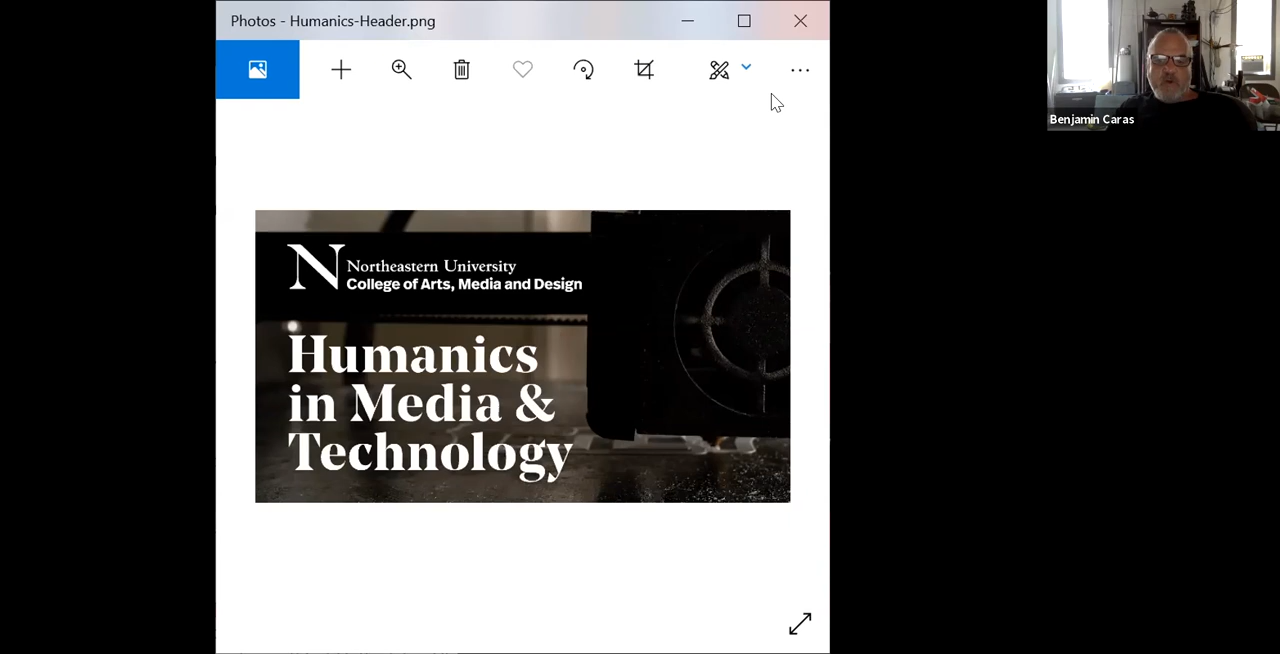 Photos - Humanics-Header.png
Benjamin Caras
N Northeastern University
College of Arts, Media and Design
Humanics
in Media &
Technology